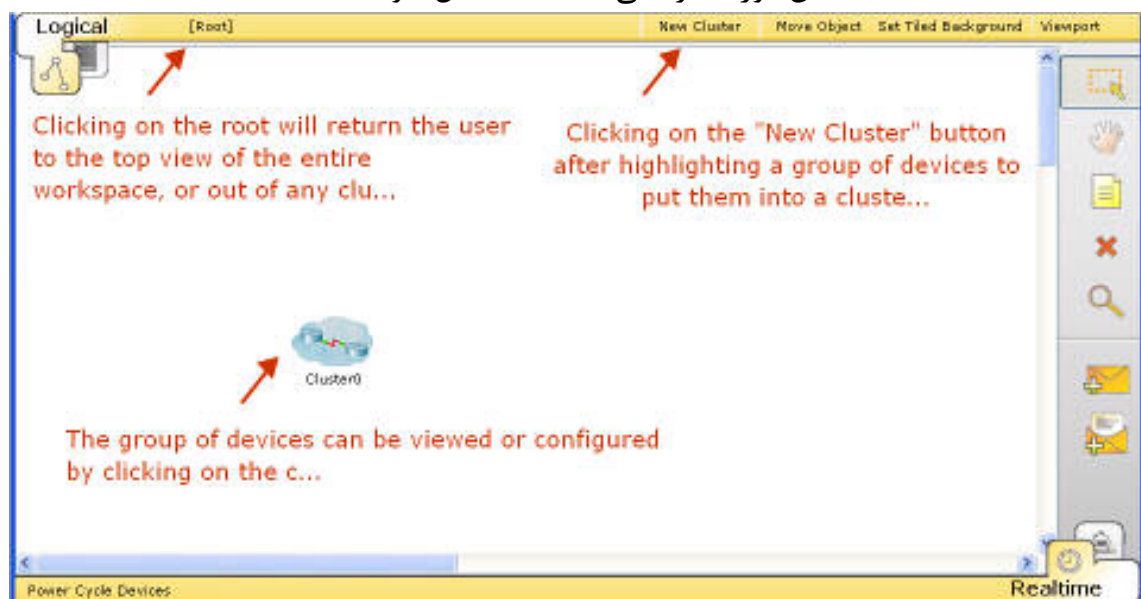 Logical [Root] New Cluster Move Object Set Tiled Background Viewport
Clicking on the root will return the user
to the top view of the entire
workspace, or out of any clu...
Clicking on the "New Cluster" button
after highlighting a group of devices to
put them into a cluste...
Cluster0
The group of devices can be viewed or configured
by clicking on the c...
Power Cycle Devices Realtime